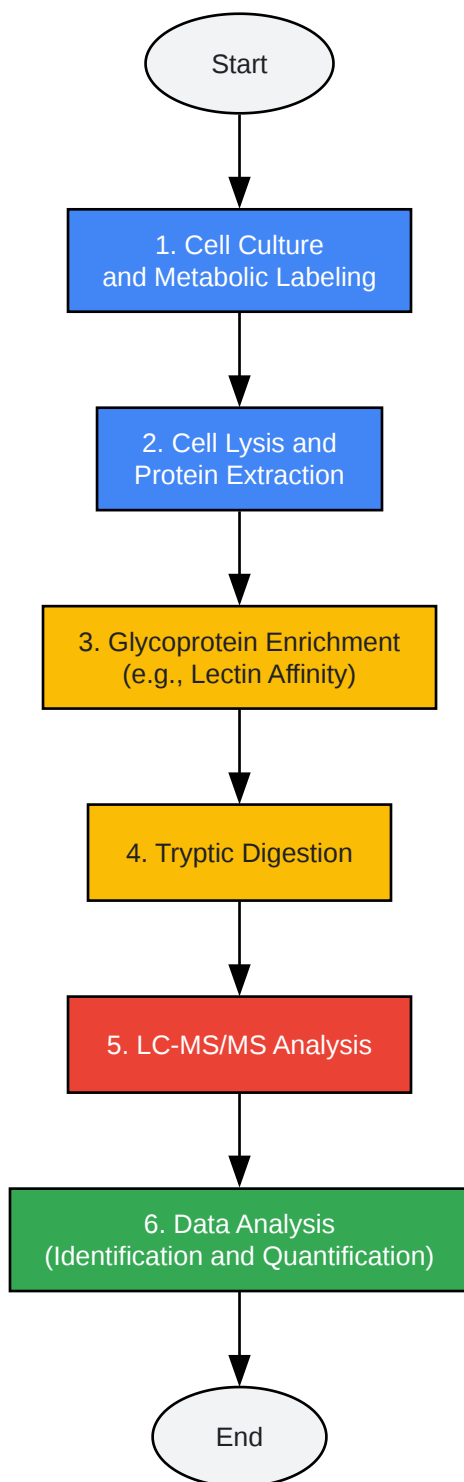 Start
1. Cell Culture
and Metabolic Labeling
2. Cell Lysis and
Protein Extraction
3. Glycoprotein Enrichment
(e.g., Lectin Affinity)
4. Tryptic Digestion
5. LC-MS/MS Analysis
6. Data Analysis
(Identification and Quantification)
End